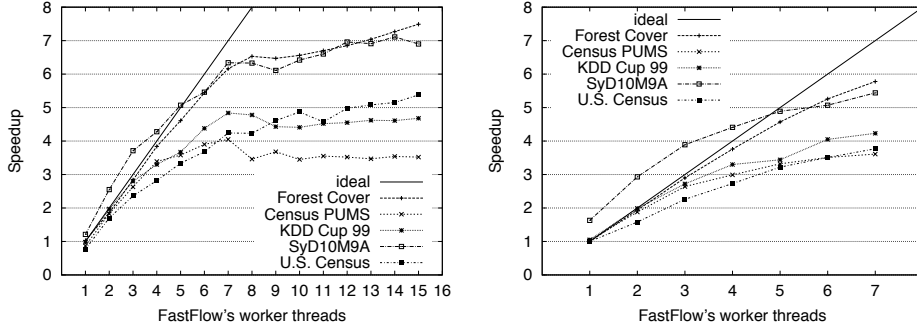 8
7
6
5
4
3
2
1
0
Speedup
ideal
Forest Cover
Census PUMS
KDD Cup 99
SyD10M9A
U.S. Census
1 2 3 4 5 6 7 8 9 10 11 12 13 14 15 16
FastFlow's worker threads
8
7
6
5
4
3
2
1
0
Speedup
ideal
Forest Cover
Census PUMS
KDD Cup 99
SyD10M9A
U.S. Census
1 2 3 4 5 6 7
FastFlow's worker threads